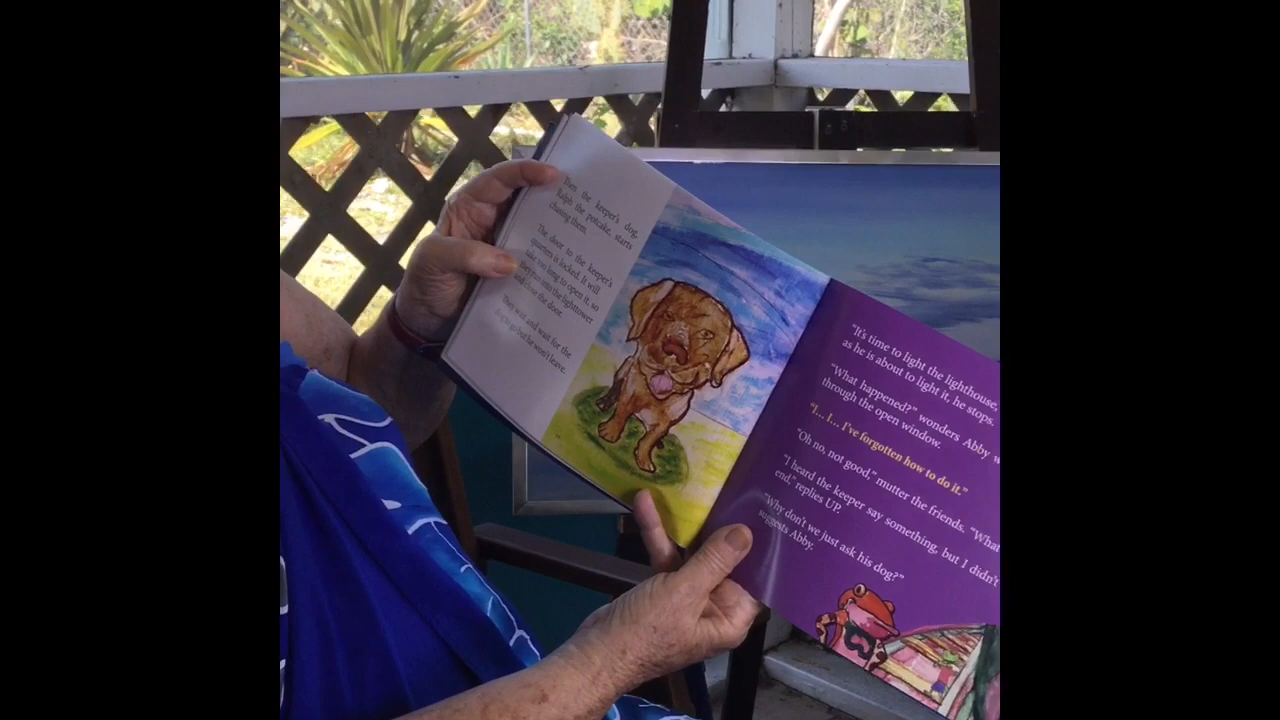 Then the keeper's dog,
Ralph the potcake, starts
chasing them.
The door to the keeper's
quarters is locked. It will
take too long to open it, so
they run into the lighttower
and close the door.
They wait and wait for the
dog to go but he won't leave.
"It's time to light the lighthouse,
as he is about to light it, he stops.
"What happened?" wonders Abby w
through the open window.
"I... I... I've forgotten how to do it."
"Oh no, not good," mutter the friends. "What
"I heard the keeper say something, but I didn't
end," replies UP.
"Why don't we just ask his dog?"
suggests Abby.